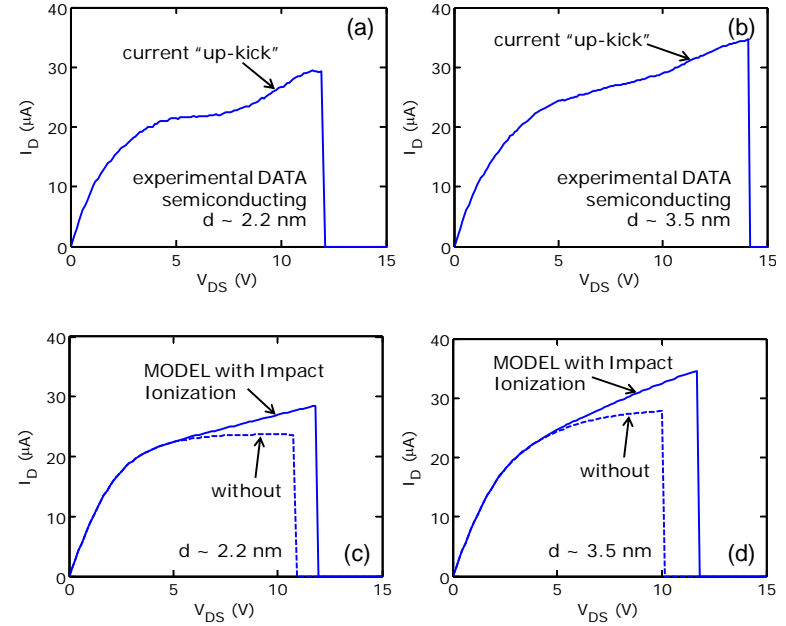 40
30
20
10
0
I_D (μA)
(a)
current “up-kick”
experimental DATA
semiconducting
d ~ 2.2 nm
0 5 10 15
V_DS (V)
40
30
20
10
0
I_D (μA)
(b)
current “up-kick”
experimental DATA
semiconducting
d ~ 3.5 nm
0 5 10 15
V_DS (V)
40
30
20
10
0
I_D (μA)
MODEL with Impact
Ionization
without
d ~ 2.2 nm
(c)
0 5 10 15
V_DS (V)
40
30
20
10
0
I_D (μA)
MODEL with Impact
Ionization
without
d ~ 3.5 nm
(d)
0 5 10 15
V_DS (V)